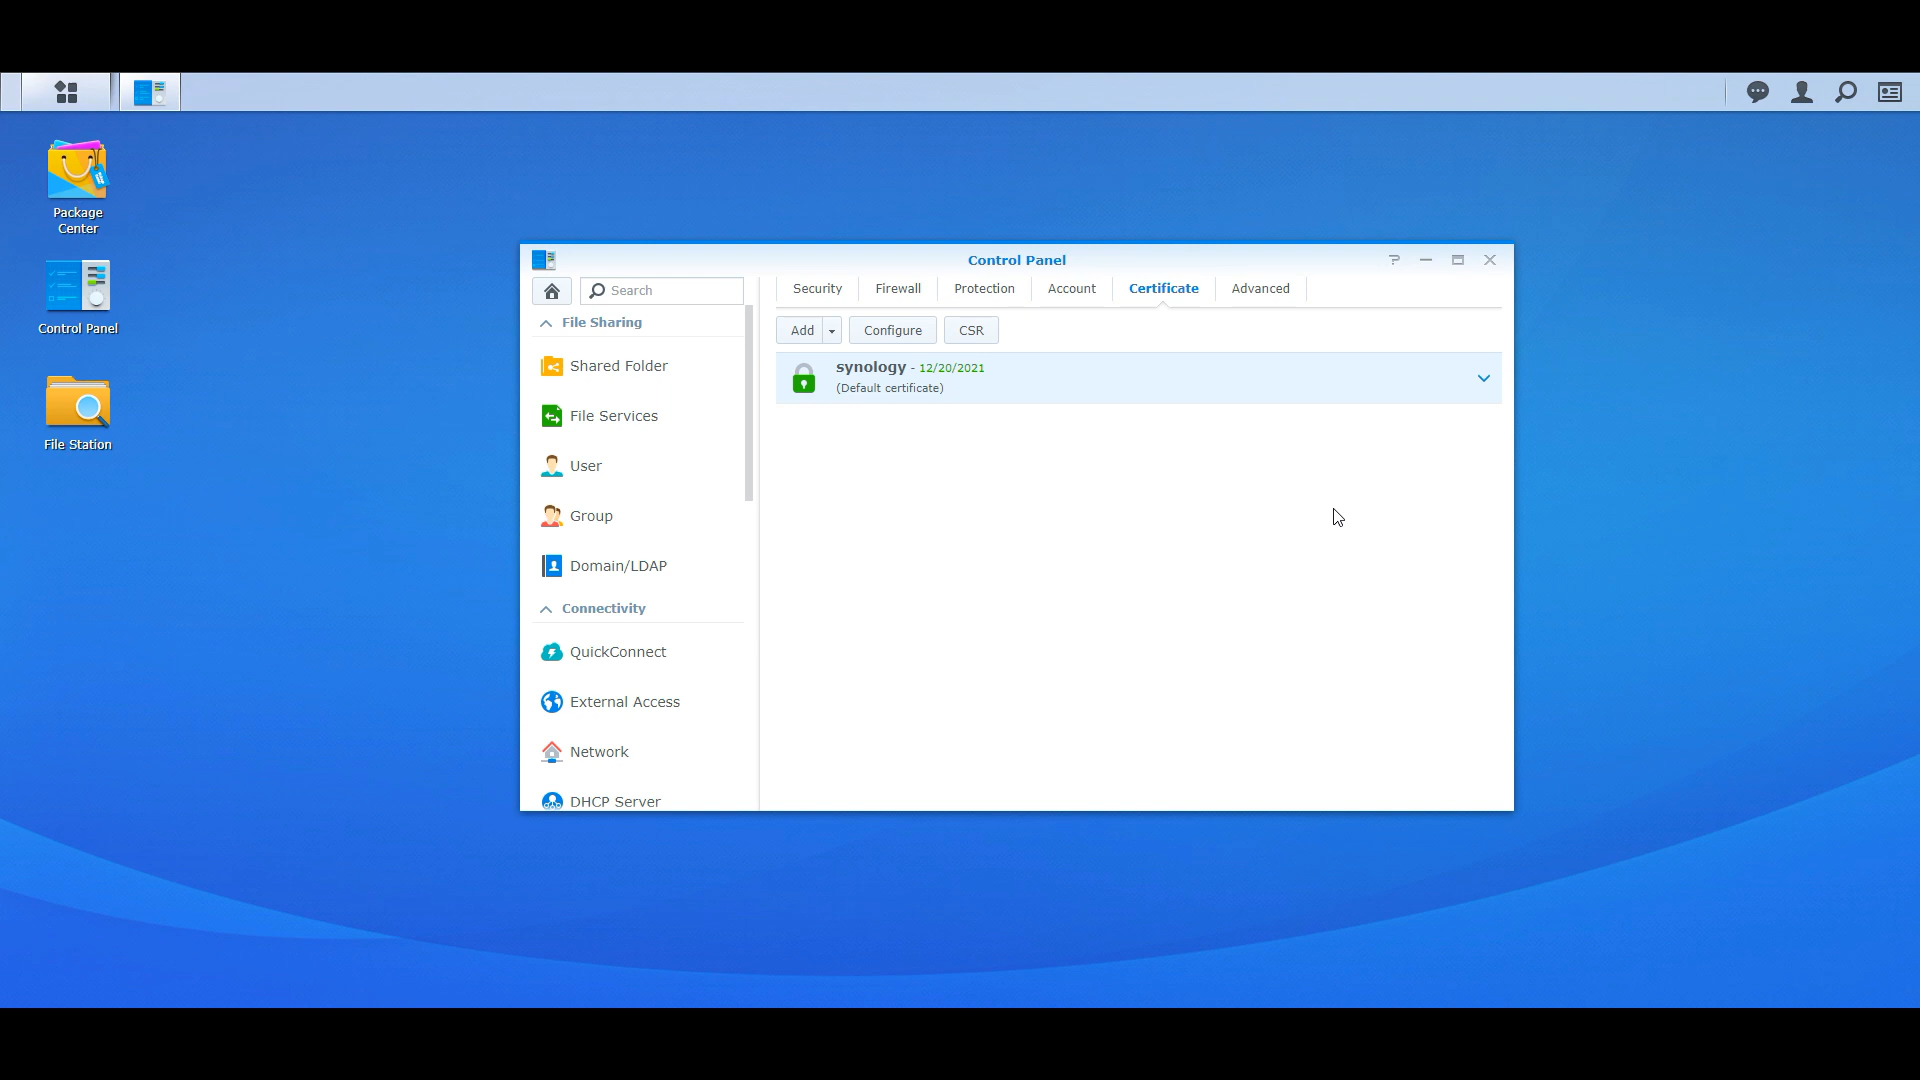 Package
Center
Control Panel
File Station
Control Panel
Search
Security Firewall Protection Account Certificate Advanced
File Sharing
Shared Folder
File Services
User
Group
Domain/LDAP
Connectivity
QuickConnect
External Access
Network
DHCP Server
Add Configure CSR
synology - 12/20/2021
(Default certificate)